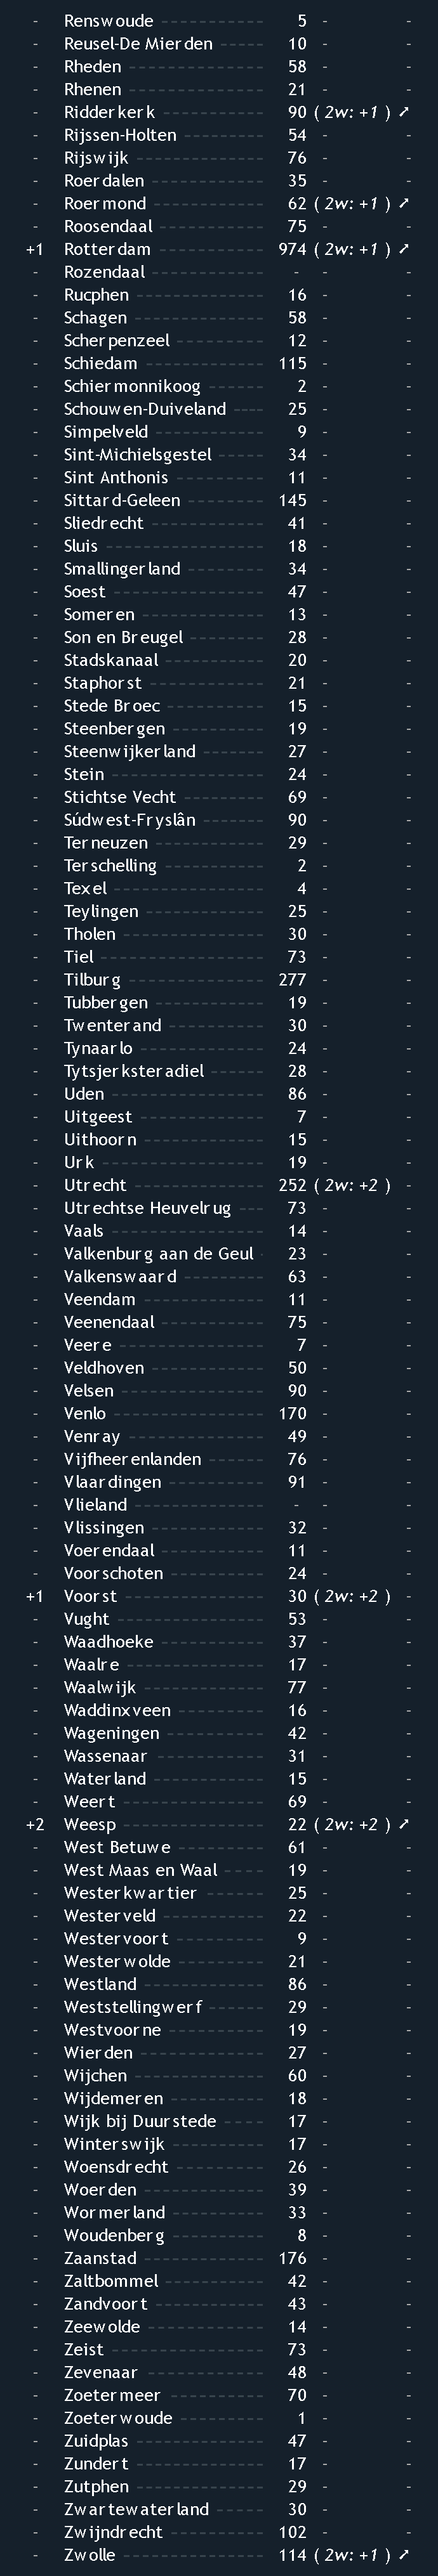 - Renswoude ------------ 5 - -
- Reusel-De Mierden ------ 10 - -
- Rheden ---------------- 58 - -
- Rhenen ---------------- 21 - -
- Ridderkerk ------------ 90 ( 2w: +1 ) ↗
- Rijssen-Holten --------- 54 - -
- Rijswijk --------------- 76 - -
- Roerdalen ------------- 35 - -
- Roermond ------------- 62 ( 2w: +1 ) ↗
- Roosendaal ------------ 75 - -
+1 Rotterdam ------------ 974 ( 2w: +1 ) ↗
- Rozendaal ------------- - - -
- Rucphen --------------- 16 - -
- Schagen --------------- 58 - -
- Scherpenzeel ---------- 12 - -
- Schiedam -------------- 115 - -
- Schiermonnikoog ------ 2 - -
- Schouwen-Duiveland ---- 25 - -
- Simpelveld ------------- 9 - -
- Sint-Michielsgestel ----- 34 - -
- Sint Anthonis ---------- 11 - -
- Sittard-Geleen --------- 145 - -
- Sliedrecht ------------- 41 - -
- Sluis ------------------ 18 - -
- Smallingerland --------- 34 - -
- Soest ----------------- 47 - -
- Someren -------------- 13 - -
- Son en Breugel -------- 28 - -
- Stadskanaal ----------- 20 - -
- Staphorst ------------- 21 - -
- Stede Broec ----------- 15 - -
- Steenbergen ---------- 19 - -
- Steenwijkerland ------- 27 - -
- Stein ----------------- 24 - -
- Stichtse Vecht --------- 69 - -
- Súdwest-Fryslân ------- 90 - -
- Terneuzen ------------ 29 - -
- Terschelling ----------- 2 - -
- Texel ----------------- 4 - -
- Teylingen ------------- 25 - -
- Tholen ---------------- 30 - -
- Tiel ------------------ 73 - -
- Tilburg --------------- 277 - -
- Tubbergen ------------ 19 - -
- Twenterand ----------- 30 - -
- Tynaarlo -------------- 24 - -
- Tytsjerksteradiel ------ 28 - -
- Uden ----------------- 86 - -
- Uitgeest -------------- 7 - -
- Uithoorn -------------- 15 - -
- Urk ------------------ 19 - -
- Utrecht --------------- 252 ( 2w: +2 ) -
- Utrechtse Heuvelrug --- 73 - -
- Vaals ----------------- 14 - -
- Valkenburg aan de Geul - 23 - -
- Valkenswaard --------- 63 - -
- Veendam -------------- 11 - -
- Veenendaal ----------- 75 - -
- Veere ---------------- 7 - -
- Veldhoven ------------ 50 - -
- Velsen ---------------- 90 - -
- Venlo ----------------- 170 - -
- Venray --------------- 49 - -
- Vijfheerenlanden ------ 76 - -
- Vlaardingen ----------- 91 - -
- Vlieland --------------- - - -
- Vlissingen ------------- 32 - -
- Voerendaal ----------- 11 - -
- Voorschoten ---------- 24 - -
+1 Voorst --------------- 30 ( 2w: +2 ) -
- Vught ---------------- 53 - -
- Waadhoeke ----------- 37 - -
- Waalre --------------- 17 - -
- Waalwijk ------------- 77 - -
- Waddinxveen --------- 16 - -
- Wageningen ---------- 42 - -
- Wassenaar ----------- 31 - -
- Waterland ------------ 15 - -
- Weert ---------------- 69 - -
+2 Weesp --------------- 22 ( 2w: +2 ) ↗
- West Betuwe --------- 61 - -
- West Maas en Waal ---- 19 - -
- Westerkwartier ------- 25 - -
- Westerveld ----------- 22 - -
- Westervoort ---------- 9 - -
- Westerwolde --------- 21 - -
- Westland ------------- 86 - -
- Weststellingwerf ------ 29 - -
- Westvoorne ---------- 19 - -
- Wierden -------------- 27 - -
- Wijchen -------------- 60 - -
- Wijdemeren ---------- 18 - -
- Wijk bij Duurstede ---- 17 - -
- Winterswijk ---------- 17 - -
- Woensdrecht --------- 26 - -
- Woerden ------------- 39 - -
- Wormerland ---------- 33 - -
- Woudenberg ---------- 8 - -
- Zaanstad ------------- 176 - -
- Zaltbommel ---------- 42 - -
- Zandvoort ------------ 43 - -
- Zeewolde ------------ 14 - -
- Zeist ----------------- 73 - -
- Zevenaar ------------- 48 - -
- Zoetermeer ---------- 70 - -
- Zoeterwoude --------- 1 - -
- Zuidplas -------------- 47 - -
- Zundert -------------- 17 - -
- Zutphen -------------- 29 - -
- Zwartewaterland ------ 30 - -
- Zwijndrecht ---------- 102 - -
- Zwolle --------------- 114 ( 2w: +1 ) ↗